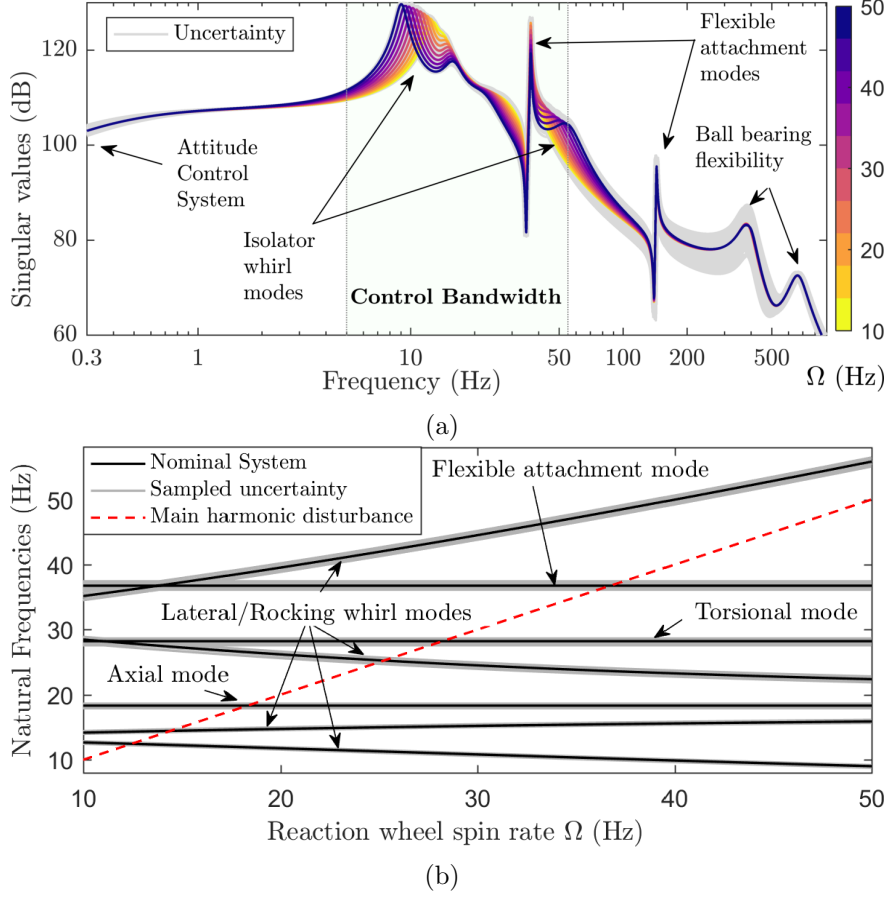 Singular values (dB)
120
100
80
60
Uncertainty
Flexible
attachment
modes
Ball bearing
flexibility
Attitude
Control
System
Isolator
whirl
modes
Control Bandwidth
0.3
1
10
50
100
200
500
Frequency (Hz)
50
40
30
20
10
Ω (Hz)
(a)
Natural Frequencies (Hz)
50
40
30
20
10
Nominal System
Sampled uncertainty
Main harmonic disturbance
Flexible attachment mode
Lateral/Rocking whirl modes
Torsional mode
Axial mode
10
20
30
40
50
Reaction wheel spin rate Ω (Hz)
(b)